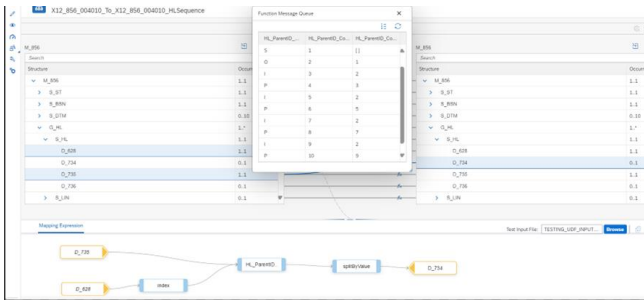 X12_856_004010_To_X12_856_004010_HLSequence
Function Message Queue
HL_ParentID_... HL_ParentID_Co... HL_ParentID_Co...
S 1 []
O 2 1
I 3 2
P 4 3
I 5 2
P 6 5
I 7 2
P 8 7
I 9 2
P 10 9
M_856
Search
Structure Occur
M_856 1..1
S_ST 1..1
S_BSN 1..1
S_DTM 0..10
G_HL 1..*
S_HL 1..1
D_628 1..1
D_734 0..1
D_735 1..1
D_736 0..1
S_LIN 0..1
M_856
Search
Structure Occurr
M_856 1..1
S_ST 1..1
S_BSN 1..1
S_DTM 0..10
G_HL 1..*
S_HL 1..1
D_628 1..1
D_734 0..1
D_735 1..1
D_736 0..1
S_LIN 0..1
Mapping Expression
Test Input File: TESTING_UDF_INPUT... Browse
D_735
HL_ParentID
splitByValue
D_734
D_628
index